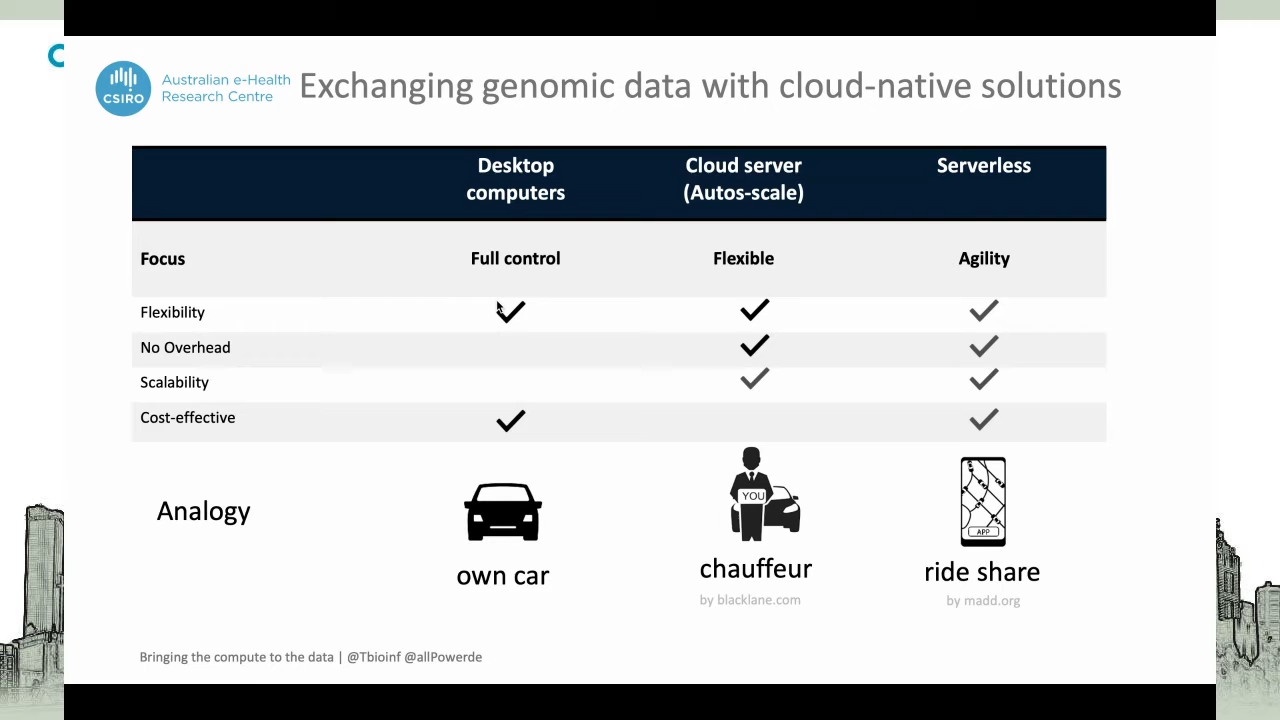 CSIRO
Australian e-Health
Research Centre
Exchanging genomic data with cloud-native solutions
Desktop
computers
Cloud server
(Autos-scale)
Serverless
Focus
Full control
Flexible
Agility
Flexibility
No Overhead
Scalability
Cost-effective
Analogy
YOU
APP
own car
chauffeur
ride share
by blacklane.com
by madd.org
Bringing the compute to the data | @Tbioinf @allPowerde